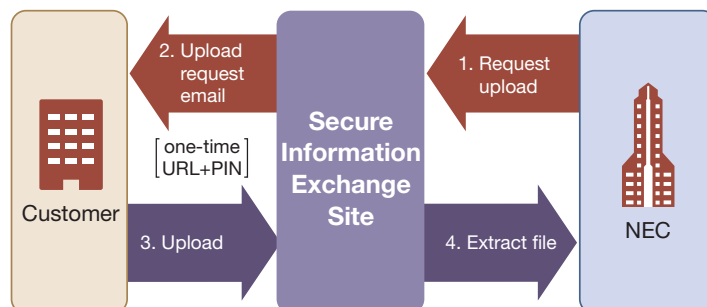 2. Upload
request
email
1. Request
upload
Secure
Information
Exchange
Site
[one-time
URL+PIN]
Customer
3. Upload
4. Extract file
NEC